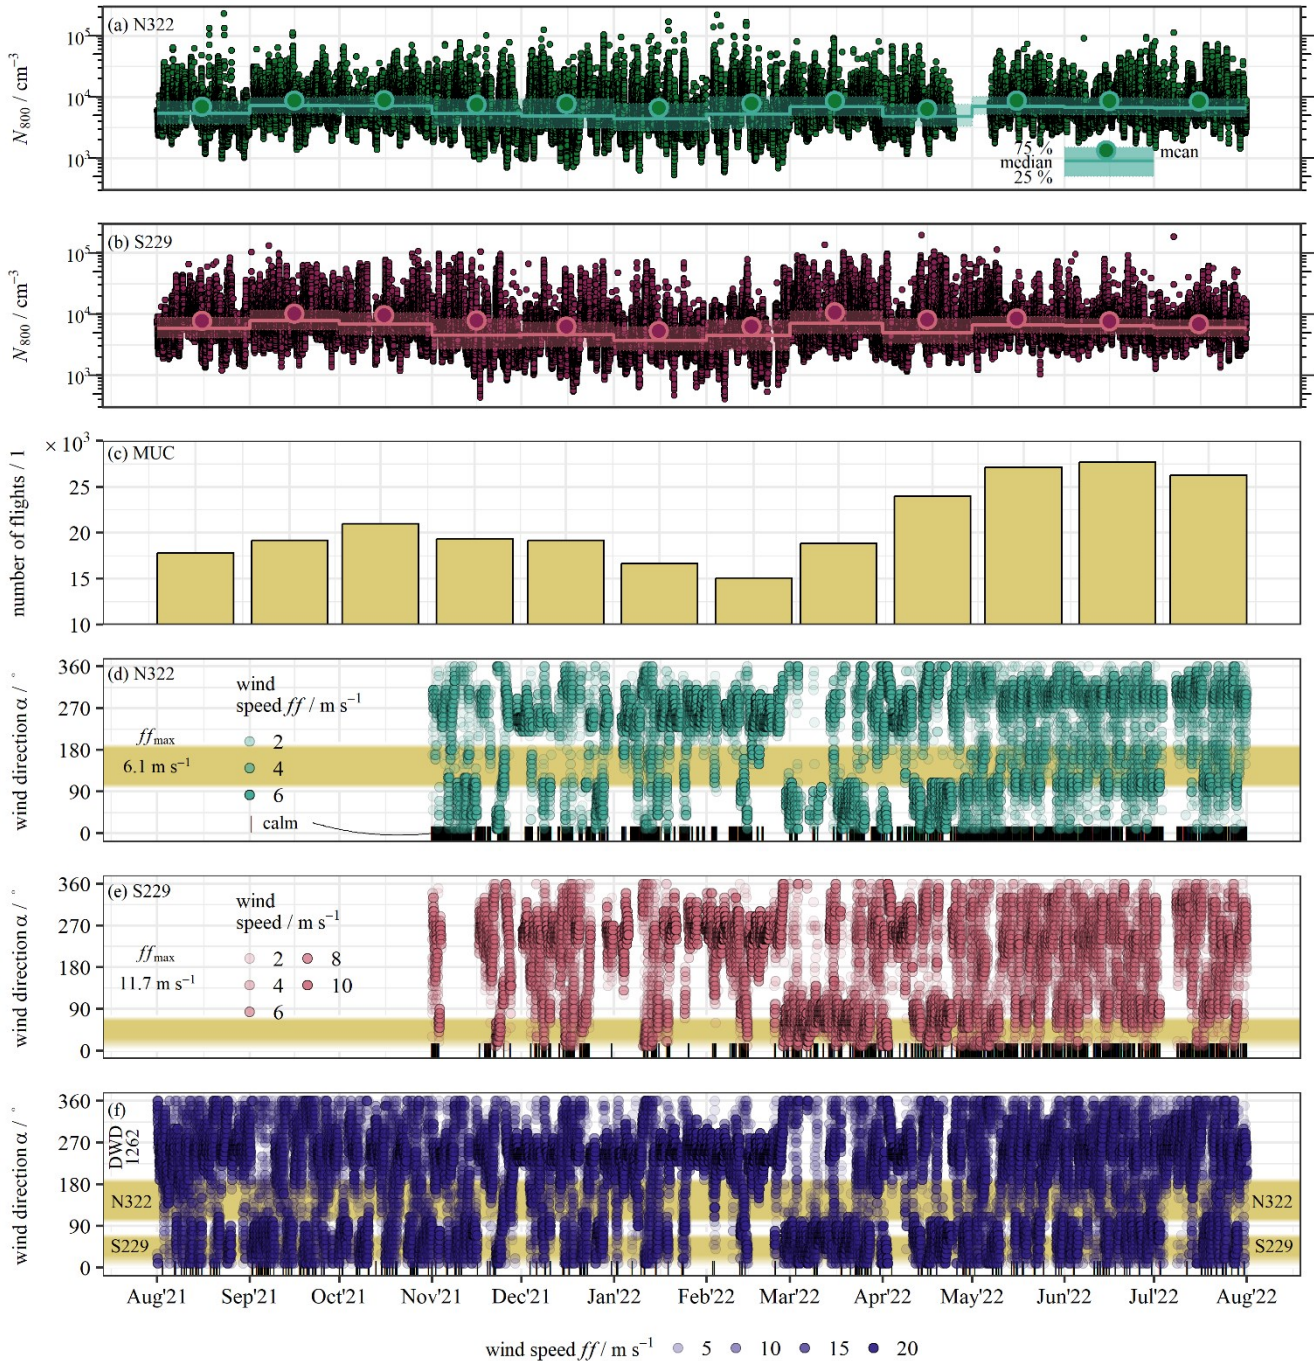 (a) N322
10⁵
10⁴
10³
N₈₀₀ / cm⁻³
75 %
median
25 %
mean
(b) S229
10⁵
10⁴
10³
N₈₀₀ / cm⁻³
× 10³
(c) MUC
25
20
15
10
number of flights / 1
(d) N322
360
270
180
90
0
wind direction α / °
wind
speed ff / m s⁻¹
ff max
6.1 m s⁻¹
2
4
6
calm
(e) S229
360
270
180
90
0
wind direction α / °
wind
speed / m s⁻¹
ff max
11.7 m s⁻¹
2 8
4 10
6
(f)
DWD
1262
360
270
180
90
0
wind direction α / °
N322 N322
S229 S229
Aug'21 Sep'21 Oct'21 Nov'21 Dec'21 Jan'22 Feb'22 Mar'22 Apr'22 May'22 Jun'22 Jul'22 Aug'22
wind speed ff / m s⁻¹ 5 10 15 20